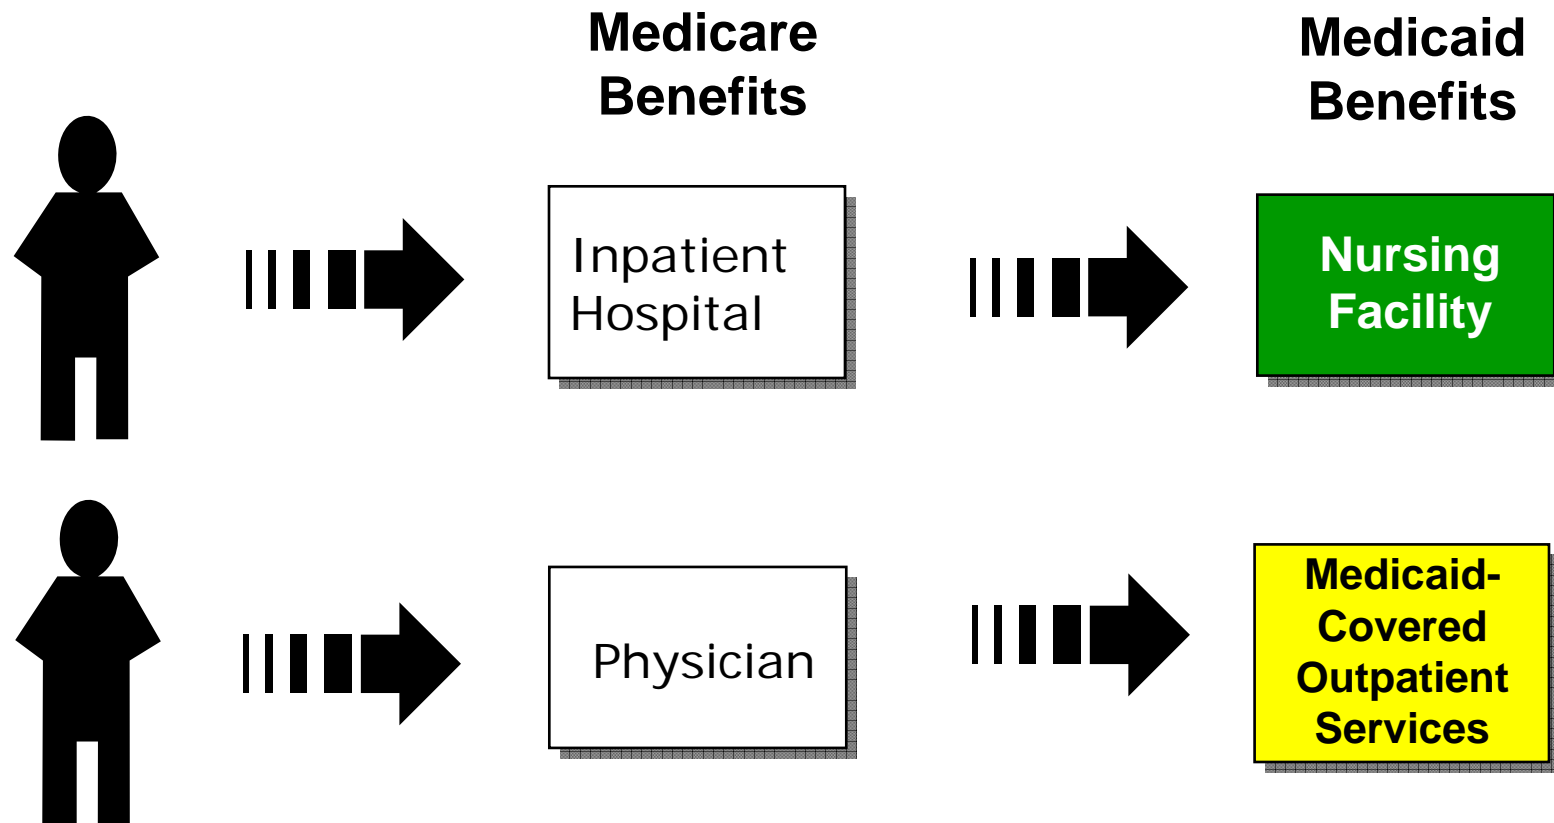 Medicare
Benefits
Medicaid
Benefits
Inpatient
Hospital
Nursing
Facility
Physician
Medicaid-
Covered
Outpatient
Services